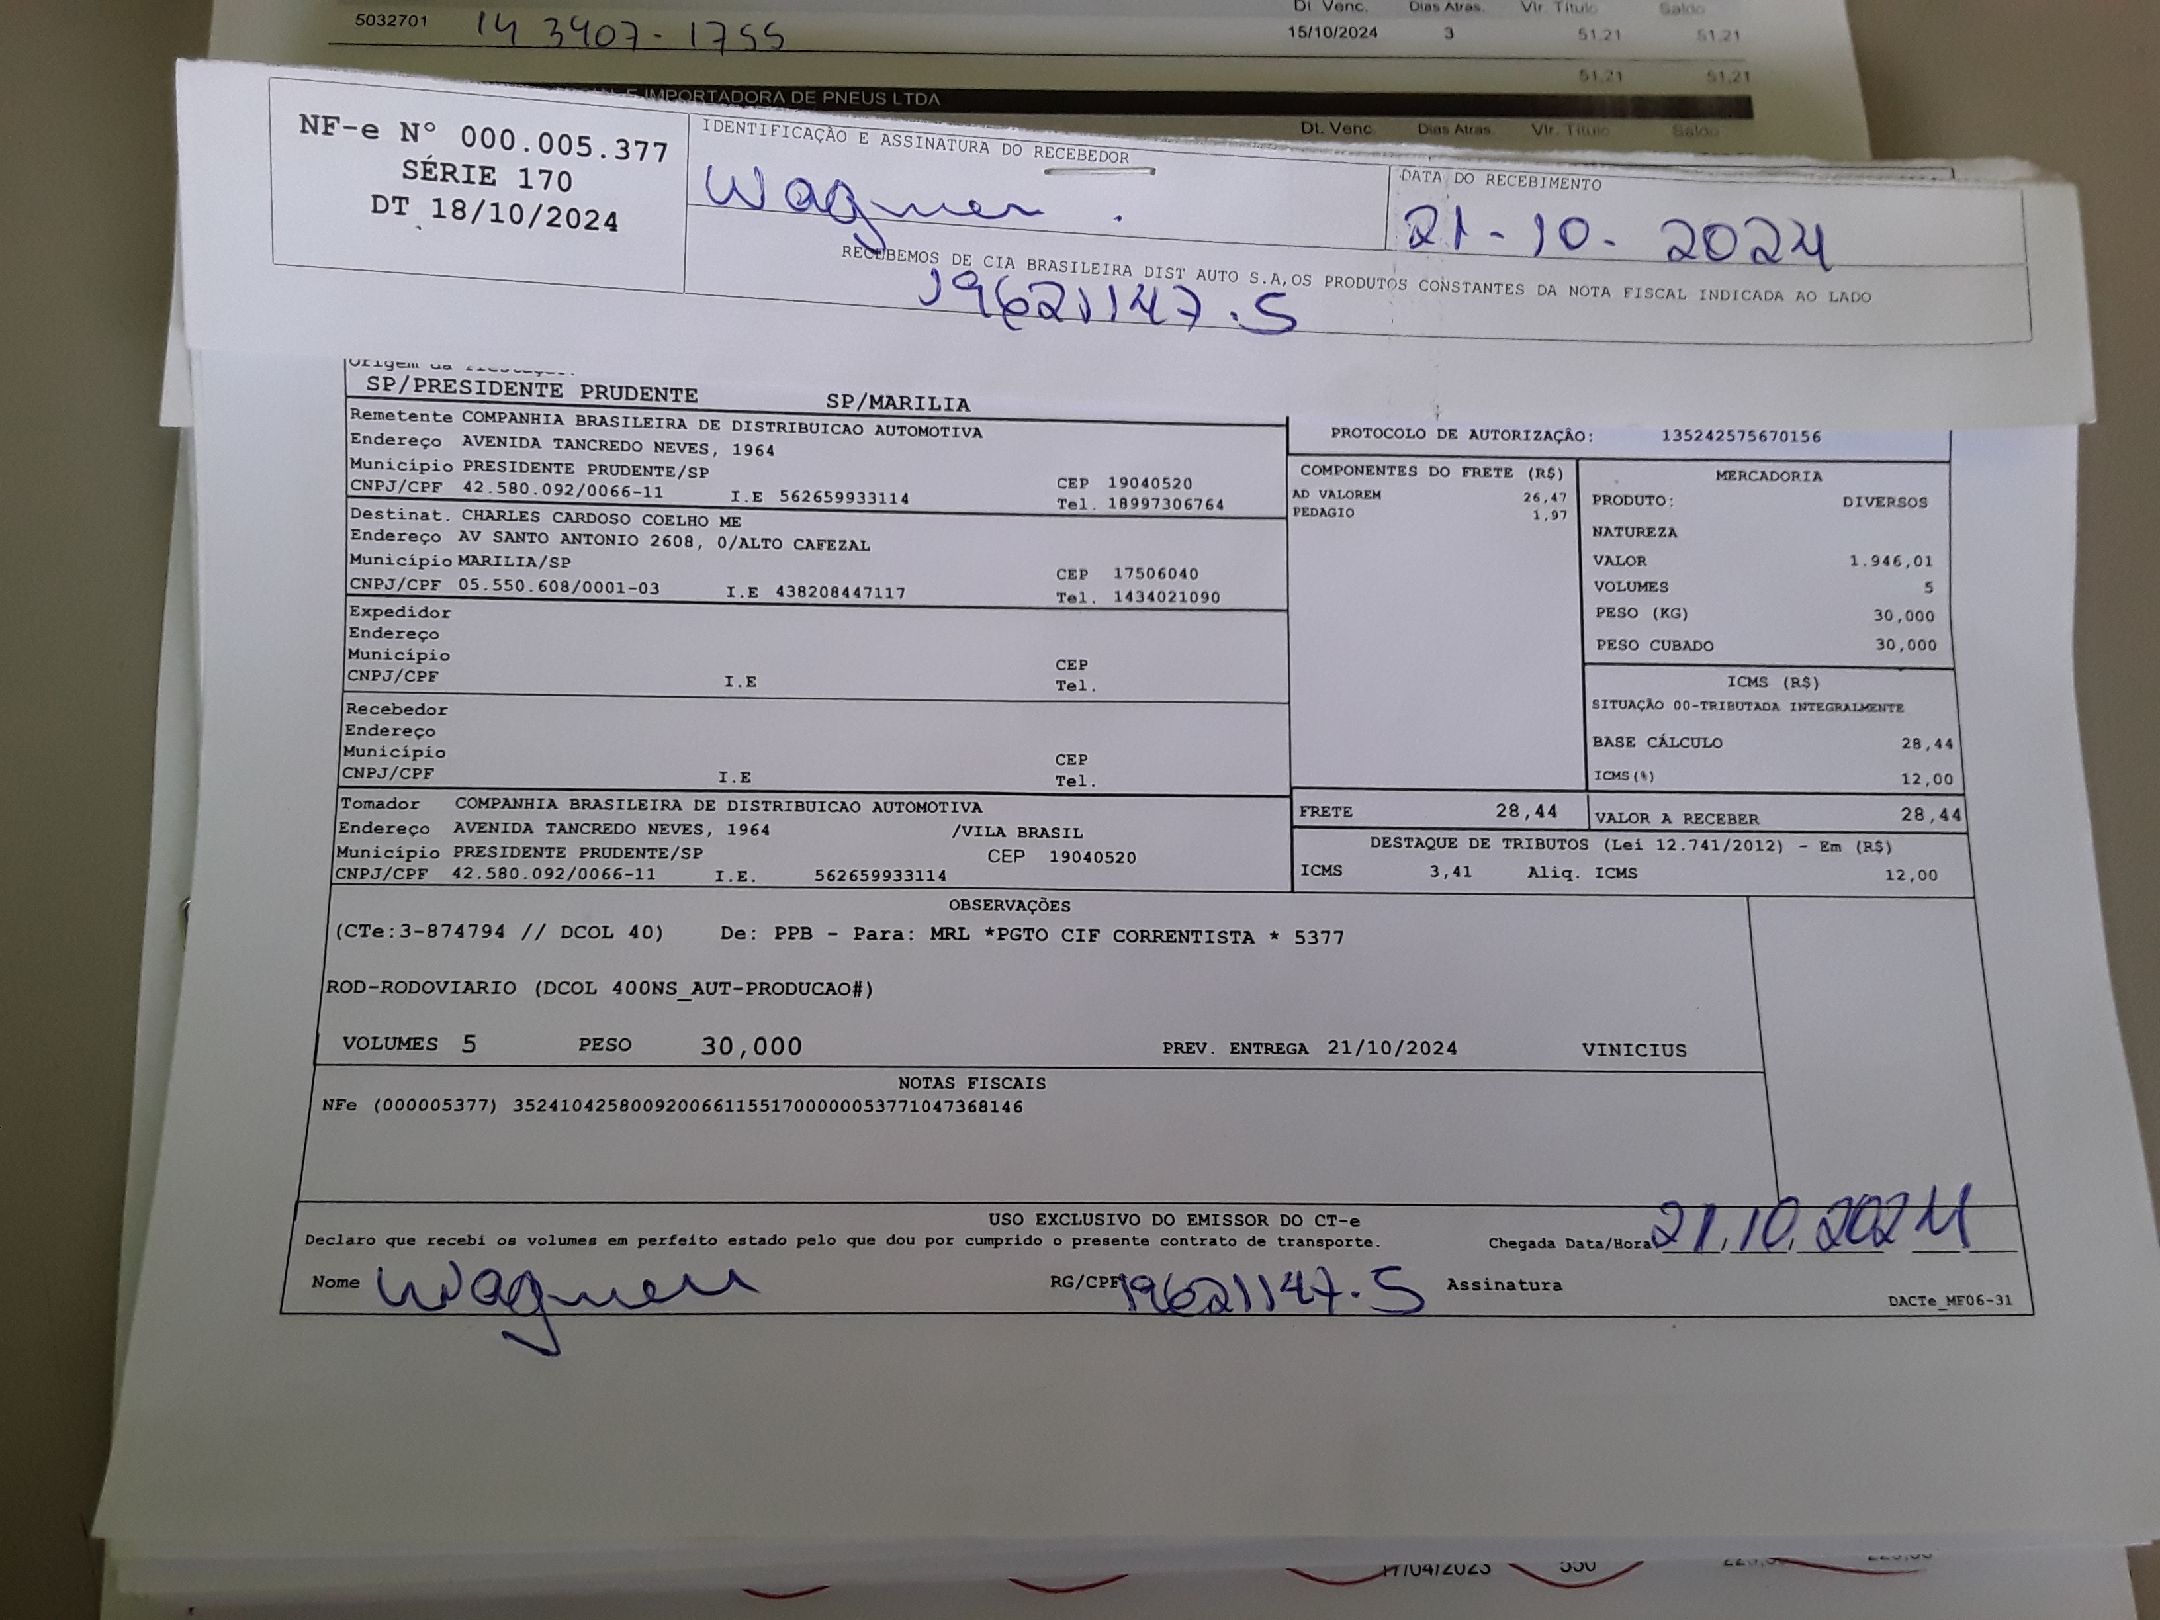 Dt. Venc. Dias Atras. Vlr. Título Saldo
5032701 14 3407-1755 15/10/2024 3 51,21 51,21
51,21 51,21
E IMPORTADORA DE PNEUS LTDA
Dt. Venc. Dias Atras. Vlr. Título Saldo
NF-e Nº 000.005.377
SÉRIE 170
DT 18/10/2024
IDENTIFICAÇÃO E ASSINATURA DO RECEBEDOR
Wagner .
DATA DO RECEBIMENTO
21-10-2024
RECEBEMOS DE CIA BRASILEIRA DIST AUTO S.A,OS PRODUTOS CONSTANTES DA NOTA FISCAL INDICADA AO LADO
19621147.5
Origem da
SP/PRESIDENTE PRUDENTE SP/MARILIA
Remetente COMPANHIA BRASILEIRA DE DISTRIBUICAO AUTOMOTIVA
Endereço AVENIDA TANCREDO NEVES, 1964
Município PRESIDENTE PRUDENTE/SP CEP 19040520
CNPJ/CPF 42.580.092/0066-11 I.E 562659933114 Tel. 18997306764
Destinat. CHARLES CARDOSO COELHO ME
Endereço AV SANTO ANTONIO 2608, 0/ALTO CAFEZAL
Município MARILIA/SP CEP 17506040
CNPJ/CPF 05.550.608/0001-03 I.E 438208447117 Tel. 1434021090
Expedidor
Endereço
Município CEP
CNPJ/CPF I.E Tel.
Recebedor
Endereço
Município CEP
CNPJ/CPF I.E Tel.
Tomador COMPANHIA BRASILEIRA DE DISTRIBUICAO AUTOMOTIVA
Endereço AVENIDA TANCREDO NEVES, 1964 /VILA BRASIL
Município PRESIDENTE PRUDENTE/SP CEP 19040520
CNPJ/CPF 42.580.092/0066-11 I.E. 562659933114
PROTOCOLO DE AUTORIZAÇÃO: 135242575670156
COMPONENTES DO FRETE (R$)
AD VALOREM 26,47
PEDAGIO 1,97
MERCADORIA
PRODUTO: DIVERSOS
NATUREZA
VALOR 1.946,01
VOLUMES 5
PESO (KG) 30,000
PESO CUBADO 30,000
ICMS (R$)
SITUAÇÃO 00-TRIBUTADA INTEGRALMENTE
BASE CÁLCULO 28,44
ICMS(%) 12,00
FRETE 28,44 VALOR A RECEBER 28,44
DESTAQUE DE TRIBUTOS (Lei 12.741/2012) - Em (R$)
ICMS 3,41 Aliq. ICMS 12,00
OBSERVAÇÕES
(CTe:3-874794 // DCOL 40) De: PPB - Para: MRL *PGTO CIF CORRENTISTA * 5377
ROD-RODOVIARIO (DCOL 400NS_AUT-PRODUCAO#)
VOLUMES 5 PESO 30,000 PREV. ENTREGA 21/10/2024 VINICIUS
NOTAS FISCAIS
NFe (000005377) 35241042580092006611551700000053771047368146
USO EXCLUSIVO DO EMISSOR DO CT-e
Declaro que recebi os volumes em perfeito estado pelo que dou por cumprido o presente contrato de transporte. Chegada Data/Hora 21.10.2024
Nome Wagner RG/CPF 19621147.5 Assinatura
DACTe_MF06-31
17/04/2023 550